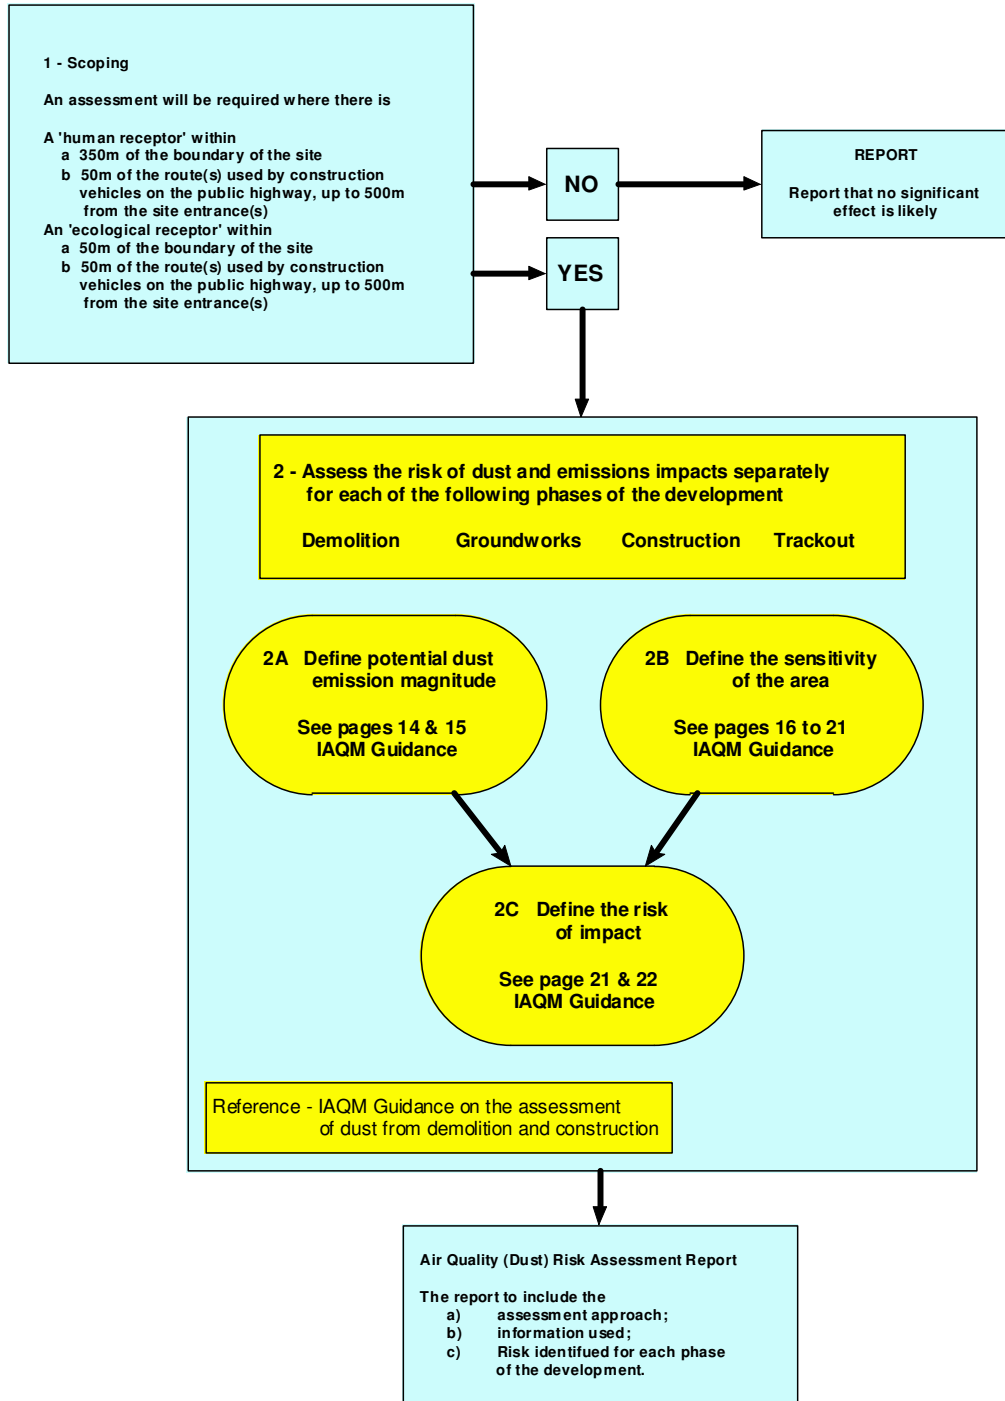 1 - Scoping
An assessment will be required where there is
A 'human receptor' within
a 350m of the boundary of the site
b 50m of the route(s) used by construction
vehicles on the public highway, up to 500m
from the site entrance(s)
An 'ecological receptor' within
a 50m of the boundary of the site
b 50m of the route(s) used by construction
vehicles on the public highway, up to 500m
from the site entrance(s)
NO
REPORT
Report that no significant
effect is likely
YES
2 - Assess the risk of dust and emissions impacts separately
for each of the following phases of the development
Demolition Groundworks Construction Trackout
2A Define potential dust
emission magnitude
See pages 14 & 15
IAQM Guidance
2B Define the sensitivity
of the area
See pages 16 to 21
IAQM Guidance
2C Define the risk
of impact
See page 21 & 22
IAQM Guidance
Reference - IAQM Guidance on the assessment
of dust from demolition and construction
Air Quality (Dust) Risk Assessment Report
The report to include the
a) assessment approach;
b) information used;
c) Risk identifued for each phase
of the development.